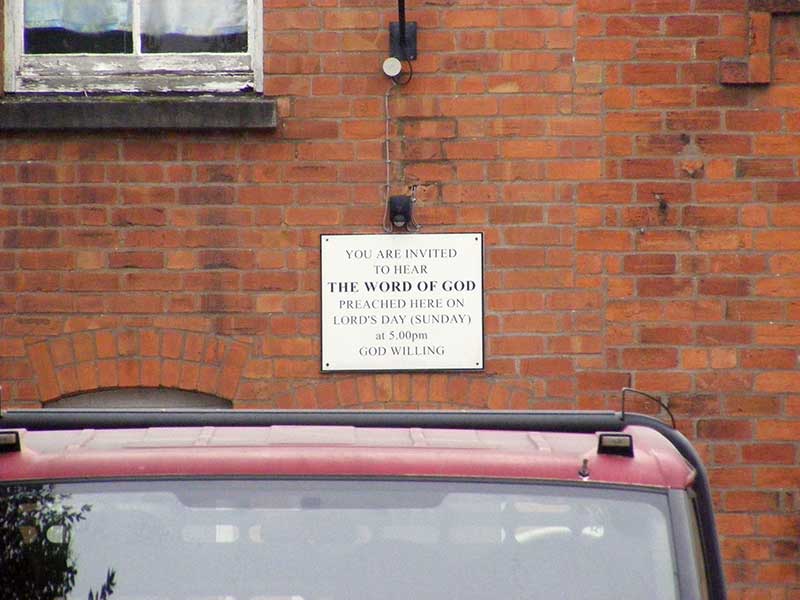 YOU ARE INVITED
TO HEAR
THE WORD OF GOD
PREACHED HERE ON
LORD'S DAY (SUNDAY)
at 5.00pm
GOD WILLING